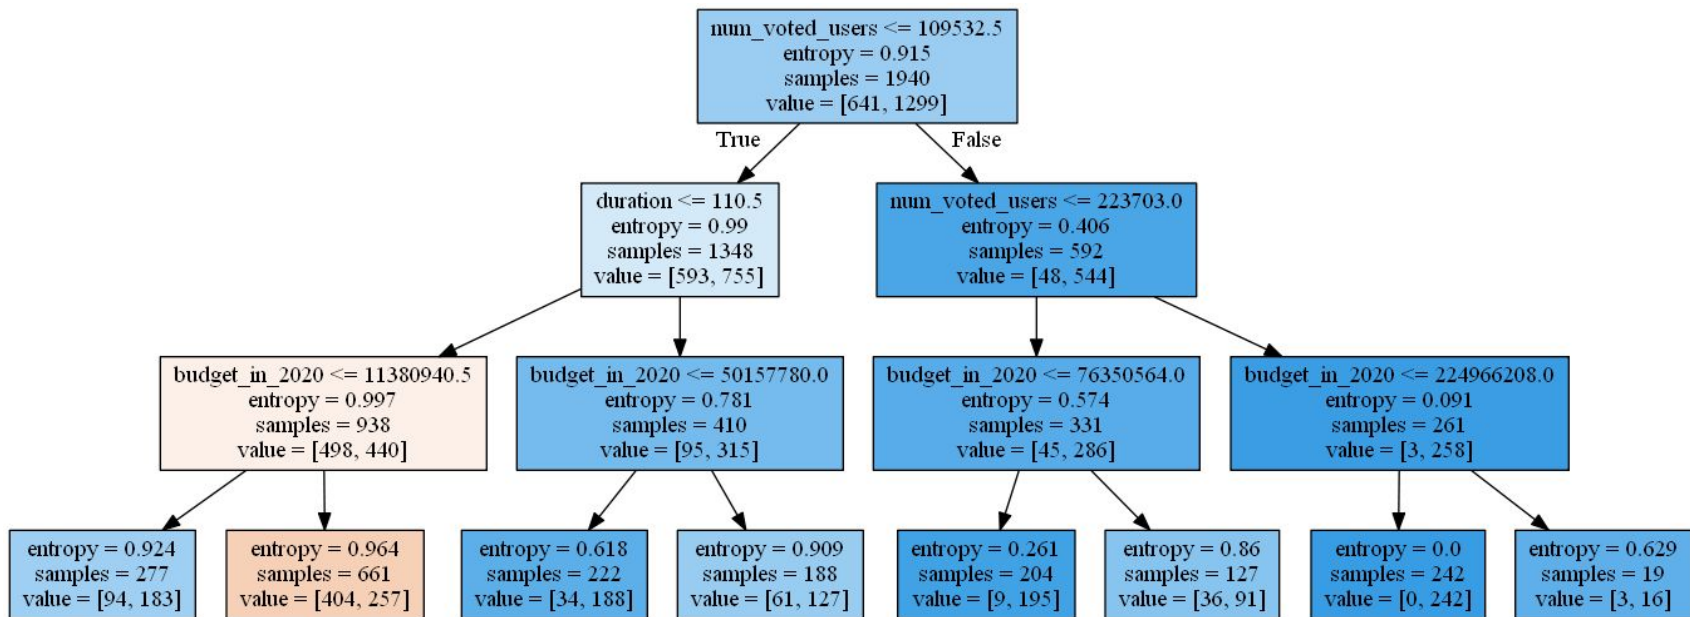 num_voted_users <= 109532.5
entropy = 0.915
samples = 1940
value = [641, 1299]
True
False
duration <= 110.5
entropy = 0.99
samples = 1348
value = [593, 755]
num_voted_users <= 223703.0
entropy = 0.406
samples = 592
value = [48, 544]
budget_in_2020 <= 11380940.5
entropy = 0.997
samples = 938
value = [498, 440]
budget_in_2020 <= 50157780.0
entropy = 0.781
samples = 410
value = [95, 315]
budget_in_2020 <= 76350564.0
entropy = 0.574
samples = 331
value = [45, 286]
budget_in_2020 <= 224966208.0
entropy = 0.091
samples = 261
value = [3, 258]
entropy = 0.924
samples = 277
value = [94, 183]
entropy = 0.964
samples = 661
value = [404, 257]
entropy = 0.618
samples = 222
value = [34, 188]
entropy = 0.909
samples = 188
value = [61, 127]
entropy = 0.261
samples = 204
value = [9, 195]
entropy = 0.86
samples = 127
value = [36, 91]
entropy = 0.0
samples = 242
value = [0, 242]
entropy = 0.629
samples = 19
value = [3, 16]